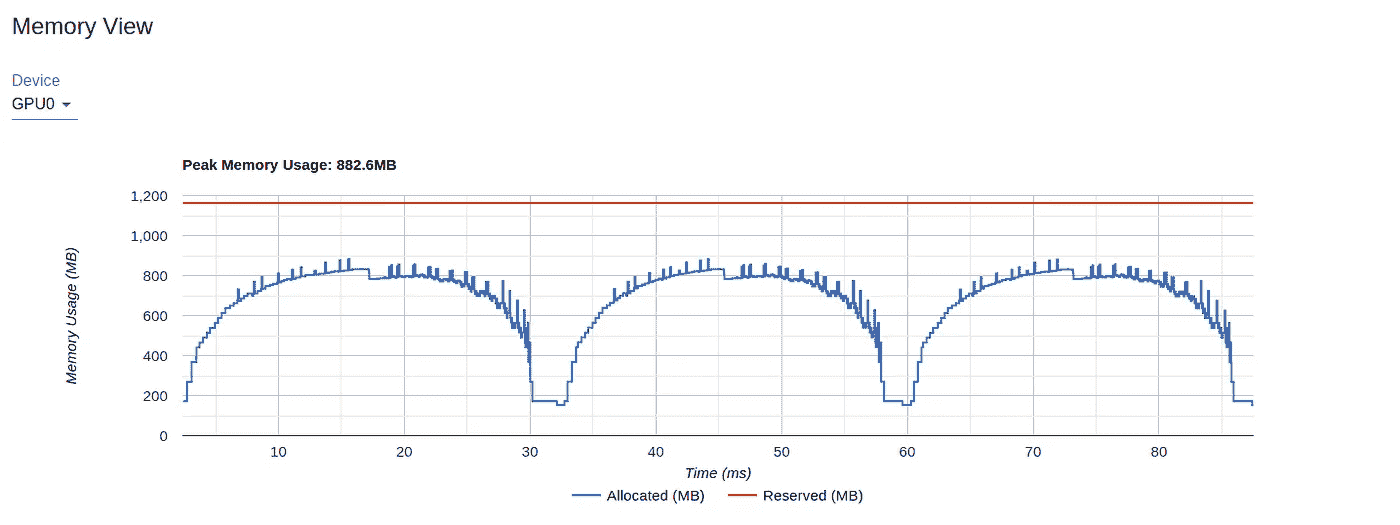 Memory View
Device
GPU0
Peak Memory Usage: 882.6MB
1,200
1,000
800
600
400
200
0
Memory Usage (MB)
10 20 30 40 50 60 70 80
Time (ms)
Allocated (MB) Reserved (MB)